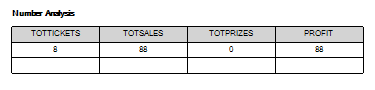 Number Analysis
TOTTICKETS TOTSALES TOTPRIZES PROFIT
8 88 0 88